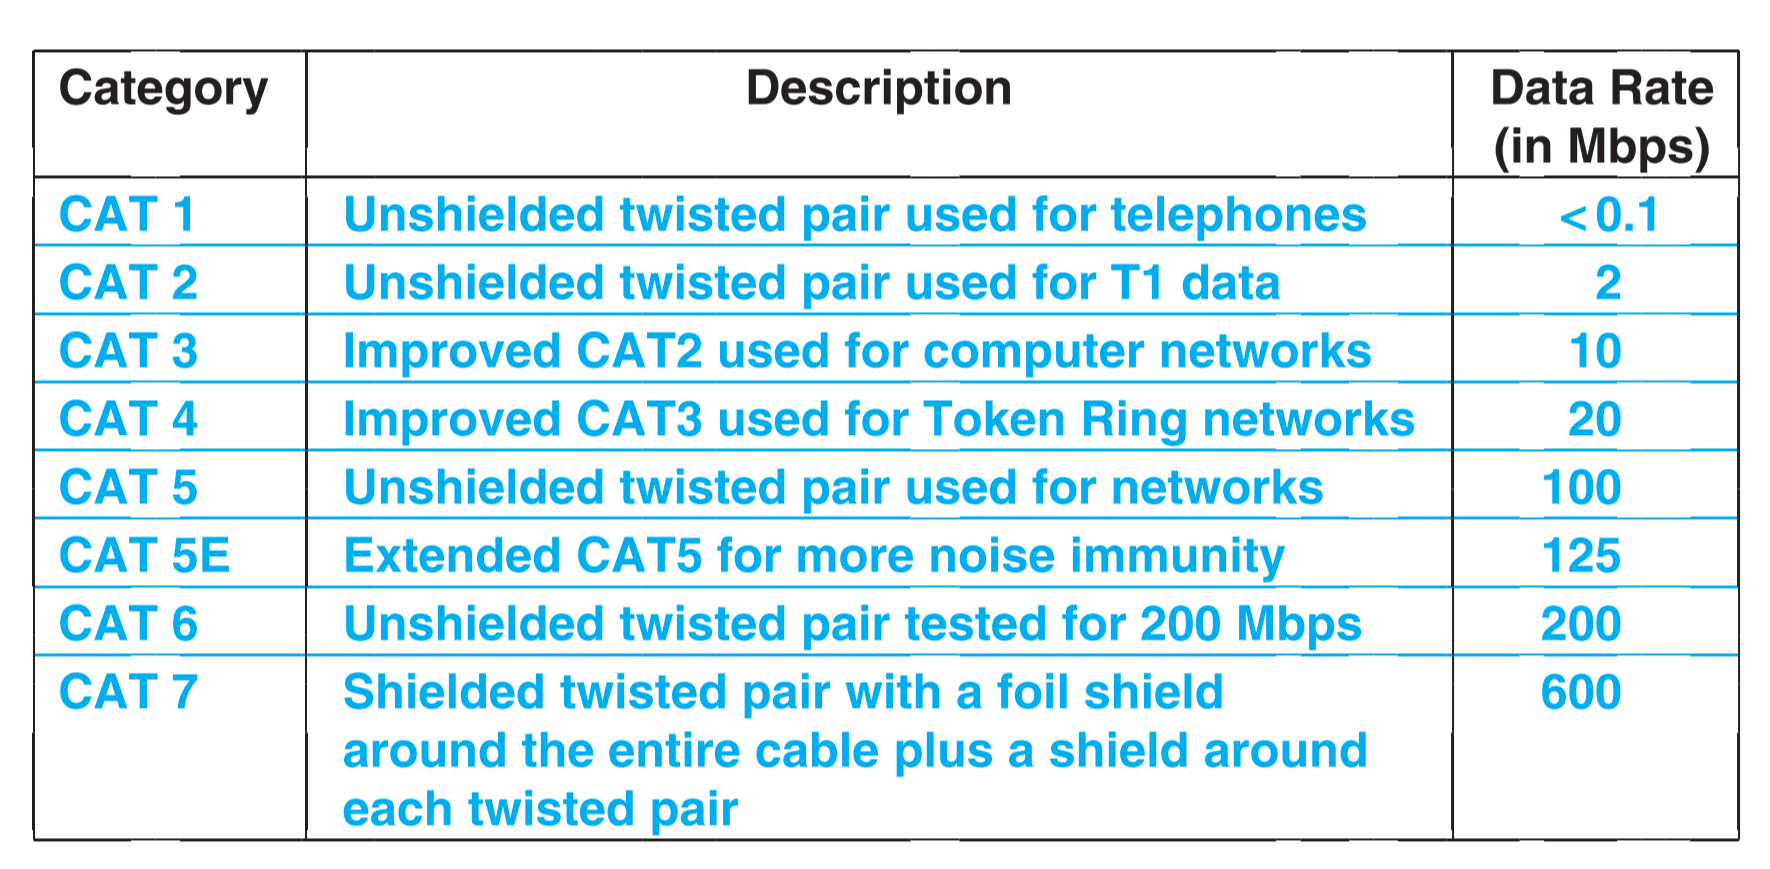 Category Description Data Rate
(in Mbps)
CAT 1 Unshielded twisted pair used for telephones <0.1
CAT 2 Unshielded twisted pair used for T1 data 2
CAT 3 Improved CAT2 used for computer networks 10
CAT 4 Improved CAT3 used for Token Ring networks 20
CAT 5 Unshielded twisted pair used for networks 100
CAT 5E Extended CAT5 for more noise immunity 125
CAT 6 Unshielded twisted pair tested for 200 Mbps 200
CAT 7 Shielded twisted pair with a foil shield 600
around the entire cable plus a shield around
each twisted pair